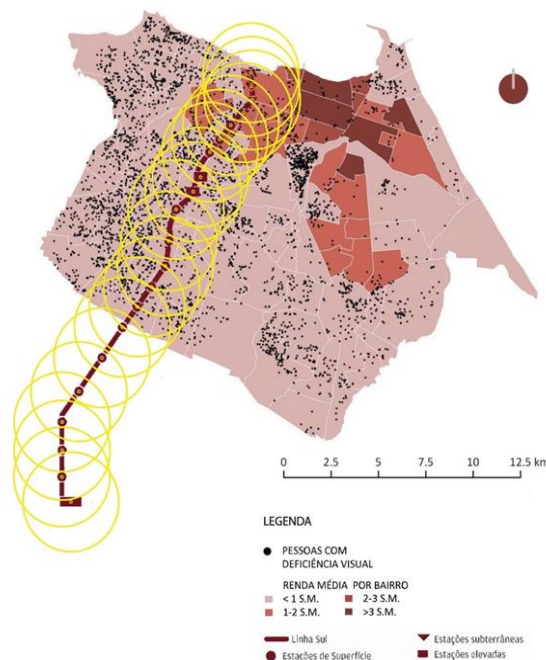 0 2.5 5 7.5 10 12.5 km
LEGENDA
PESSOAS COM
DEFICIÊNCIA VISUAL
RENDA MÉDIA POR BAIRRO
< 1 S.M. 2-3 S.M.
1-2 S.M. >3 S.M.
Linha Sul Estações subterrâneas
Estações de Superfície Estações elevadas